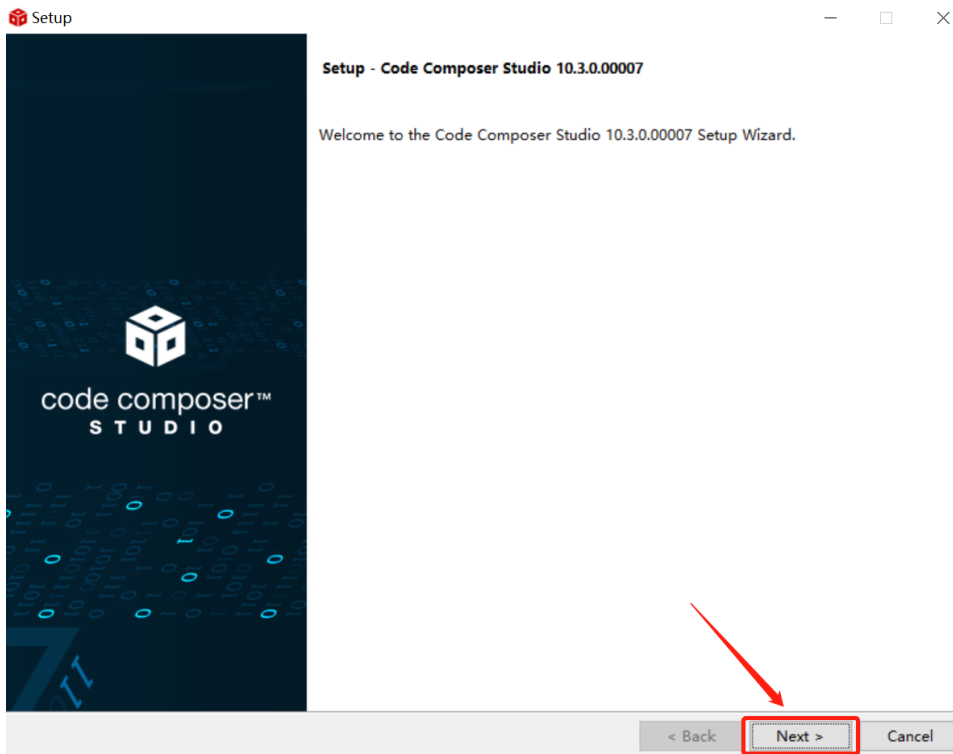 Setup
Setup - Code Composer Studio 10.3.0.00007
Welcome to the Code Composer Studio 10.3.0.00007 Setup Wizard.
code composer™
STUDIO
< Back
Next >
Cancel